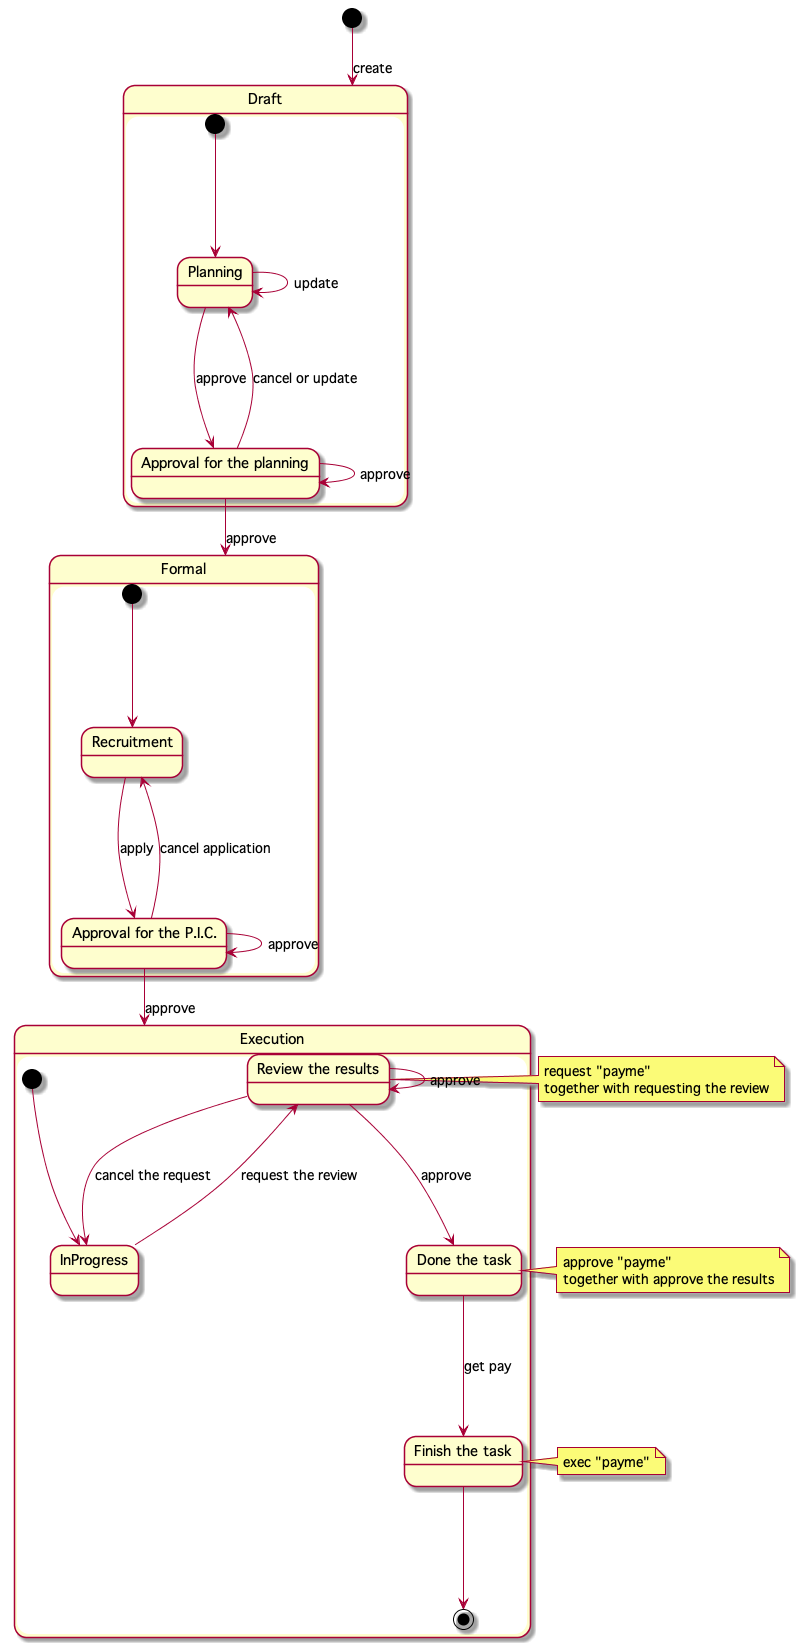 create
Draft
Planning
update
approve
cancel or update
Approval for the planning
approve
approve
Formal
Recruitment
apply
cancel application
Approval for the P.I.C.
approve
approve
Execution
Review the results
approve
request "payme"
together with requesting the review
cancel the request
request the review
approve
InProgress
Done the task
approve "payme"
together with approve the results
get pay
Finish the task
exec "payme"